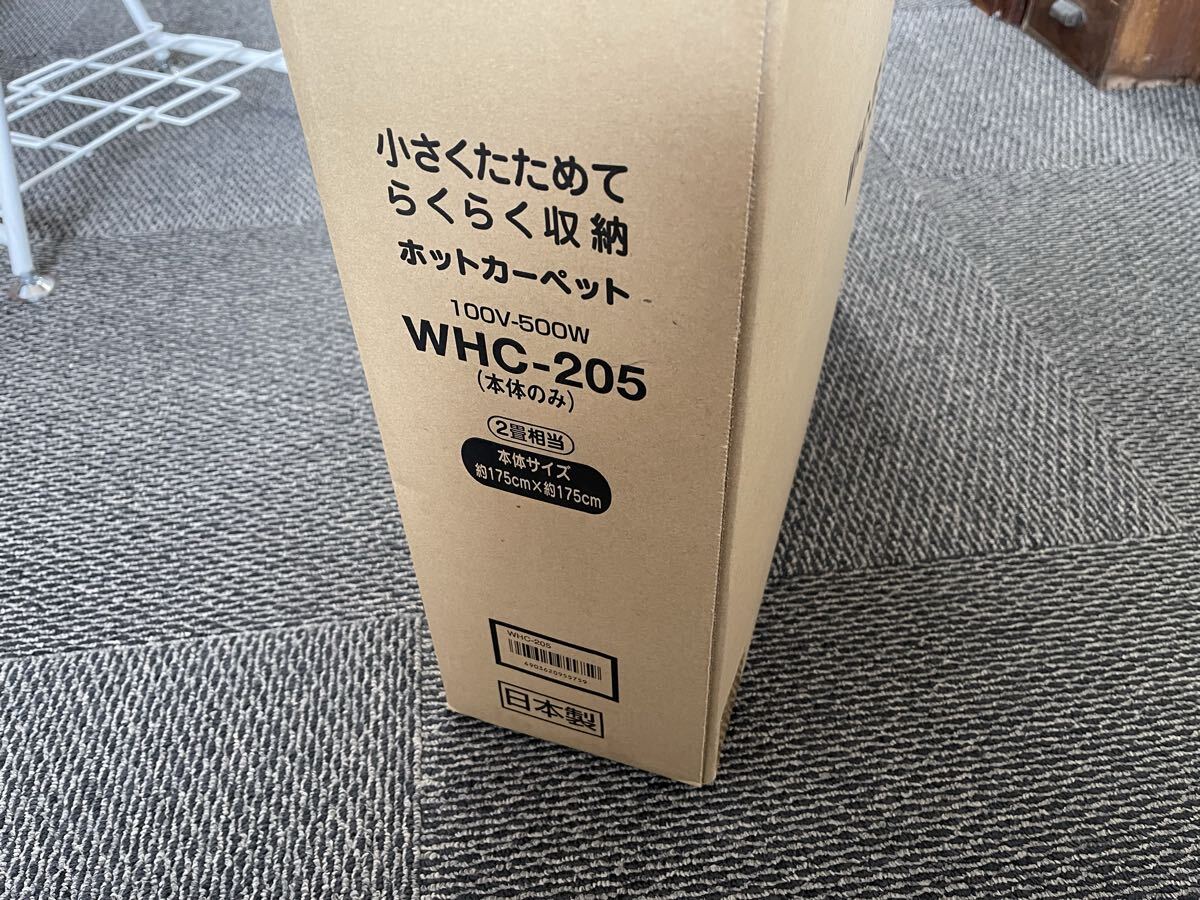 小さくたためて
らくらく収納
ホットカーペット
100V-500W
WHC-205
(本体のみ)
2畳相当
本体サイズ
約175cm×約175cm
WHC-205
4903620955759
日本製